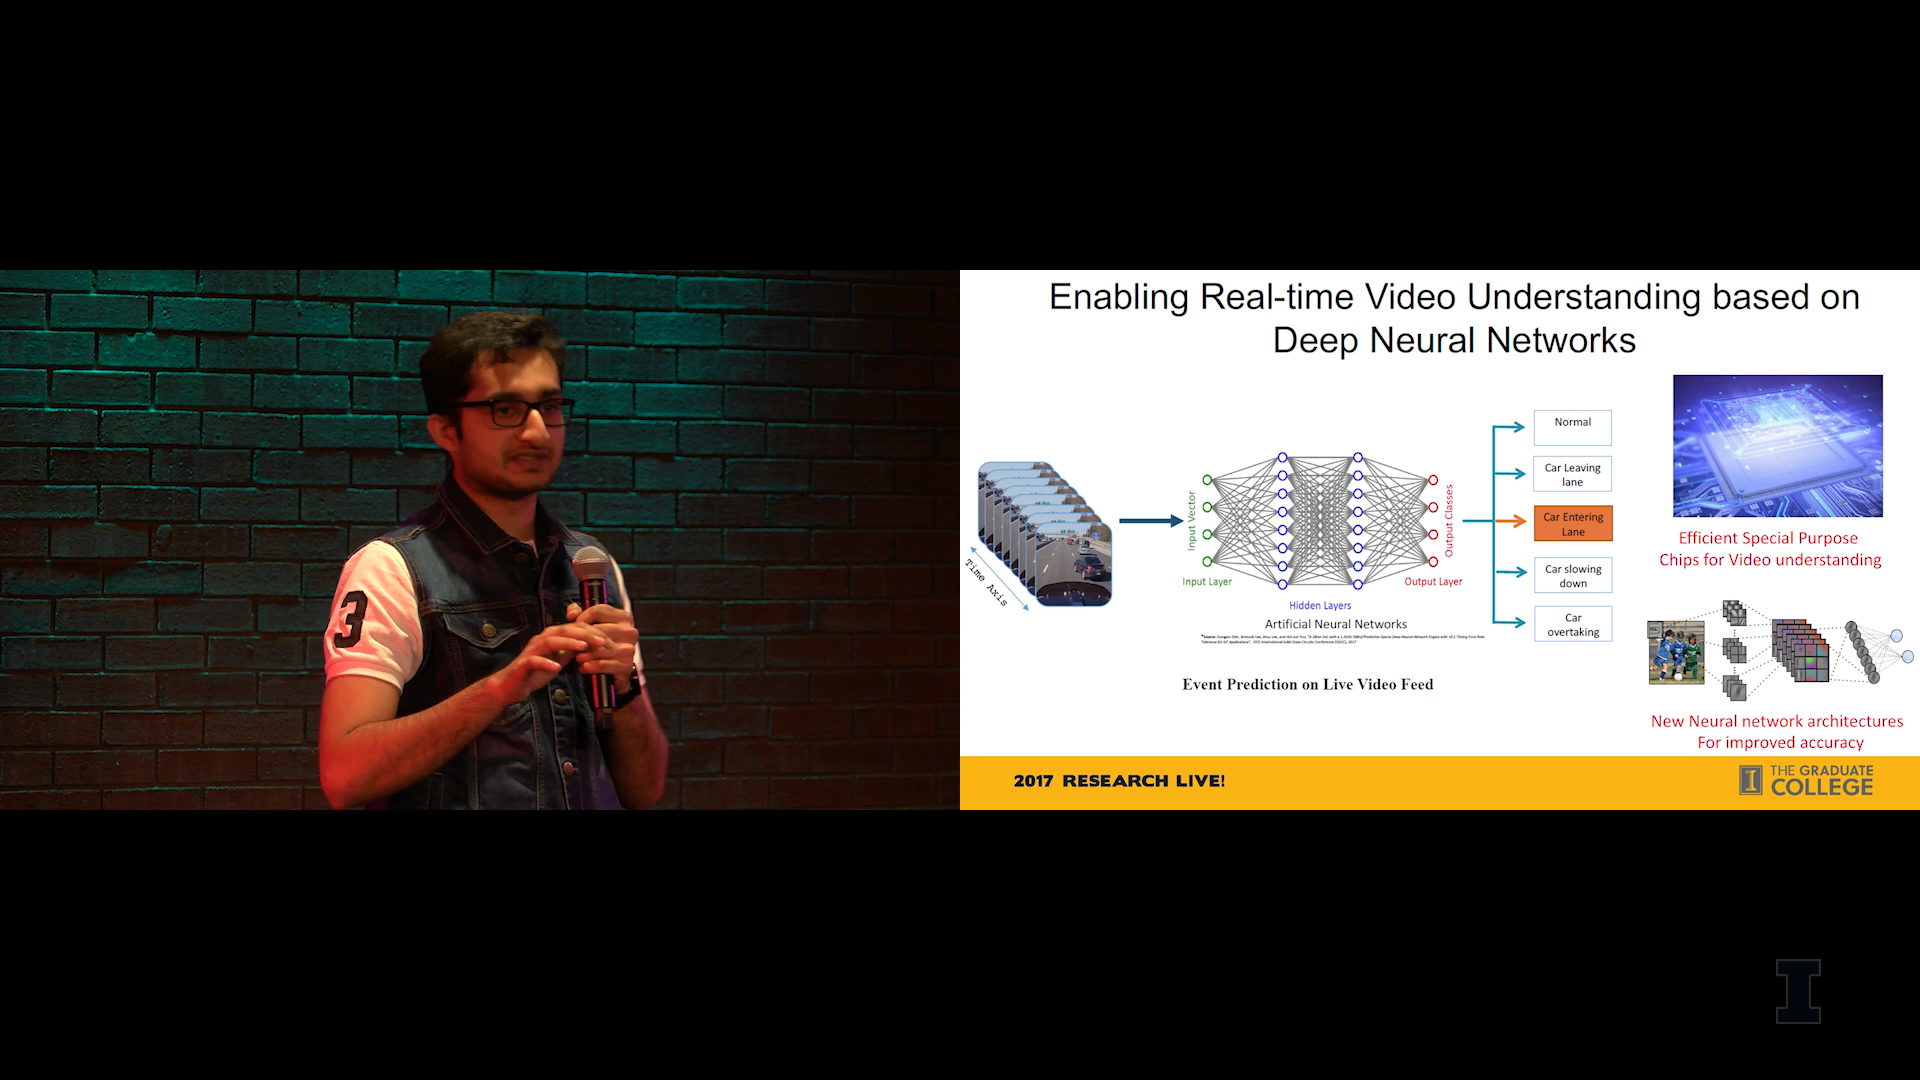 Enabling Real-time Video Understanding based on
Deep Neural Networks
Time Axis
Input Vector
Input Layer
Hidden Layers
Output Classes
Output Layer
Artificial Neural Networks
Event Prediction on Live Video Feed
Normal
Car Leaving
lane
Car Entering
Lane
Car slowing
down
Car
overtaking
Efficient Special Purpose
Chips for Video understanding
New Neural network architectures
For improved accuracy
2017 RESEARCH LIVE!
I
THE GRADUATE
COLLEGE
3
I